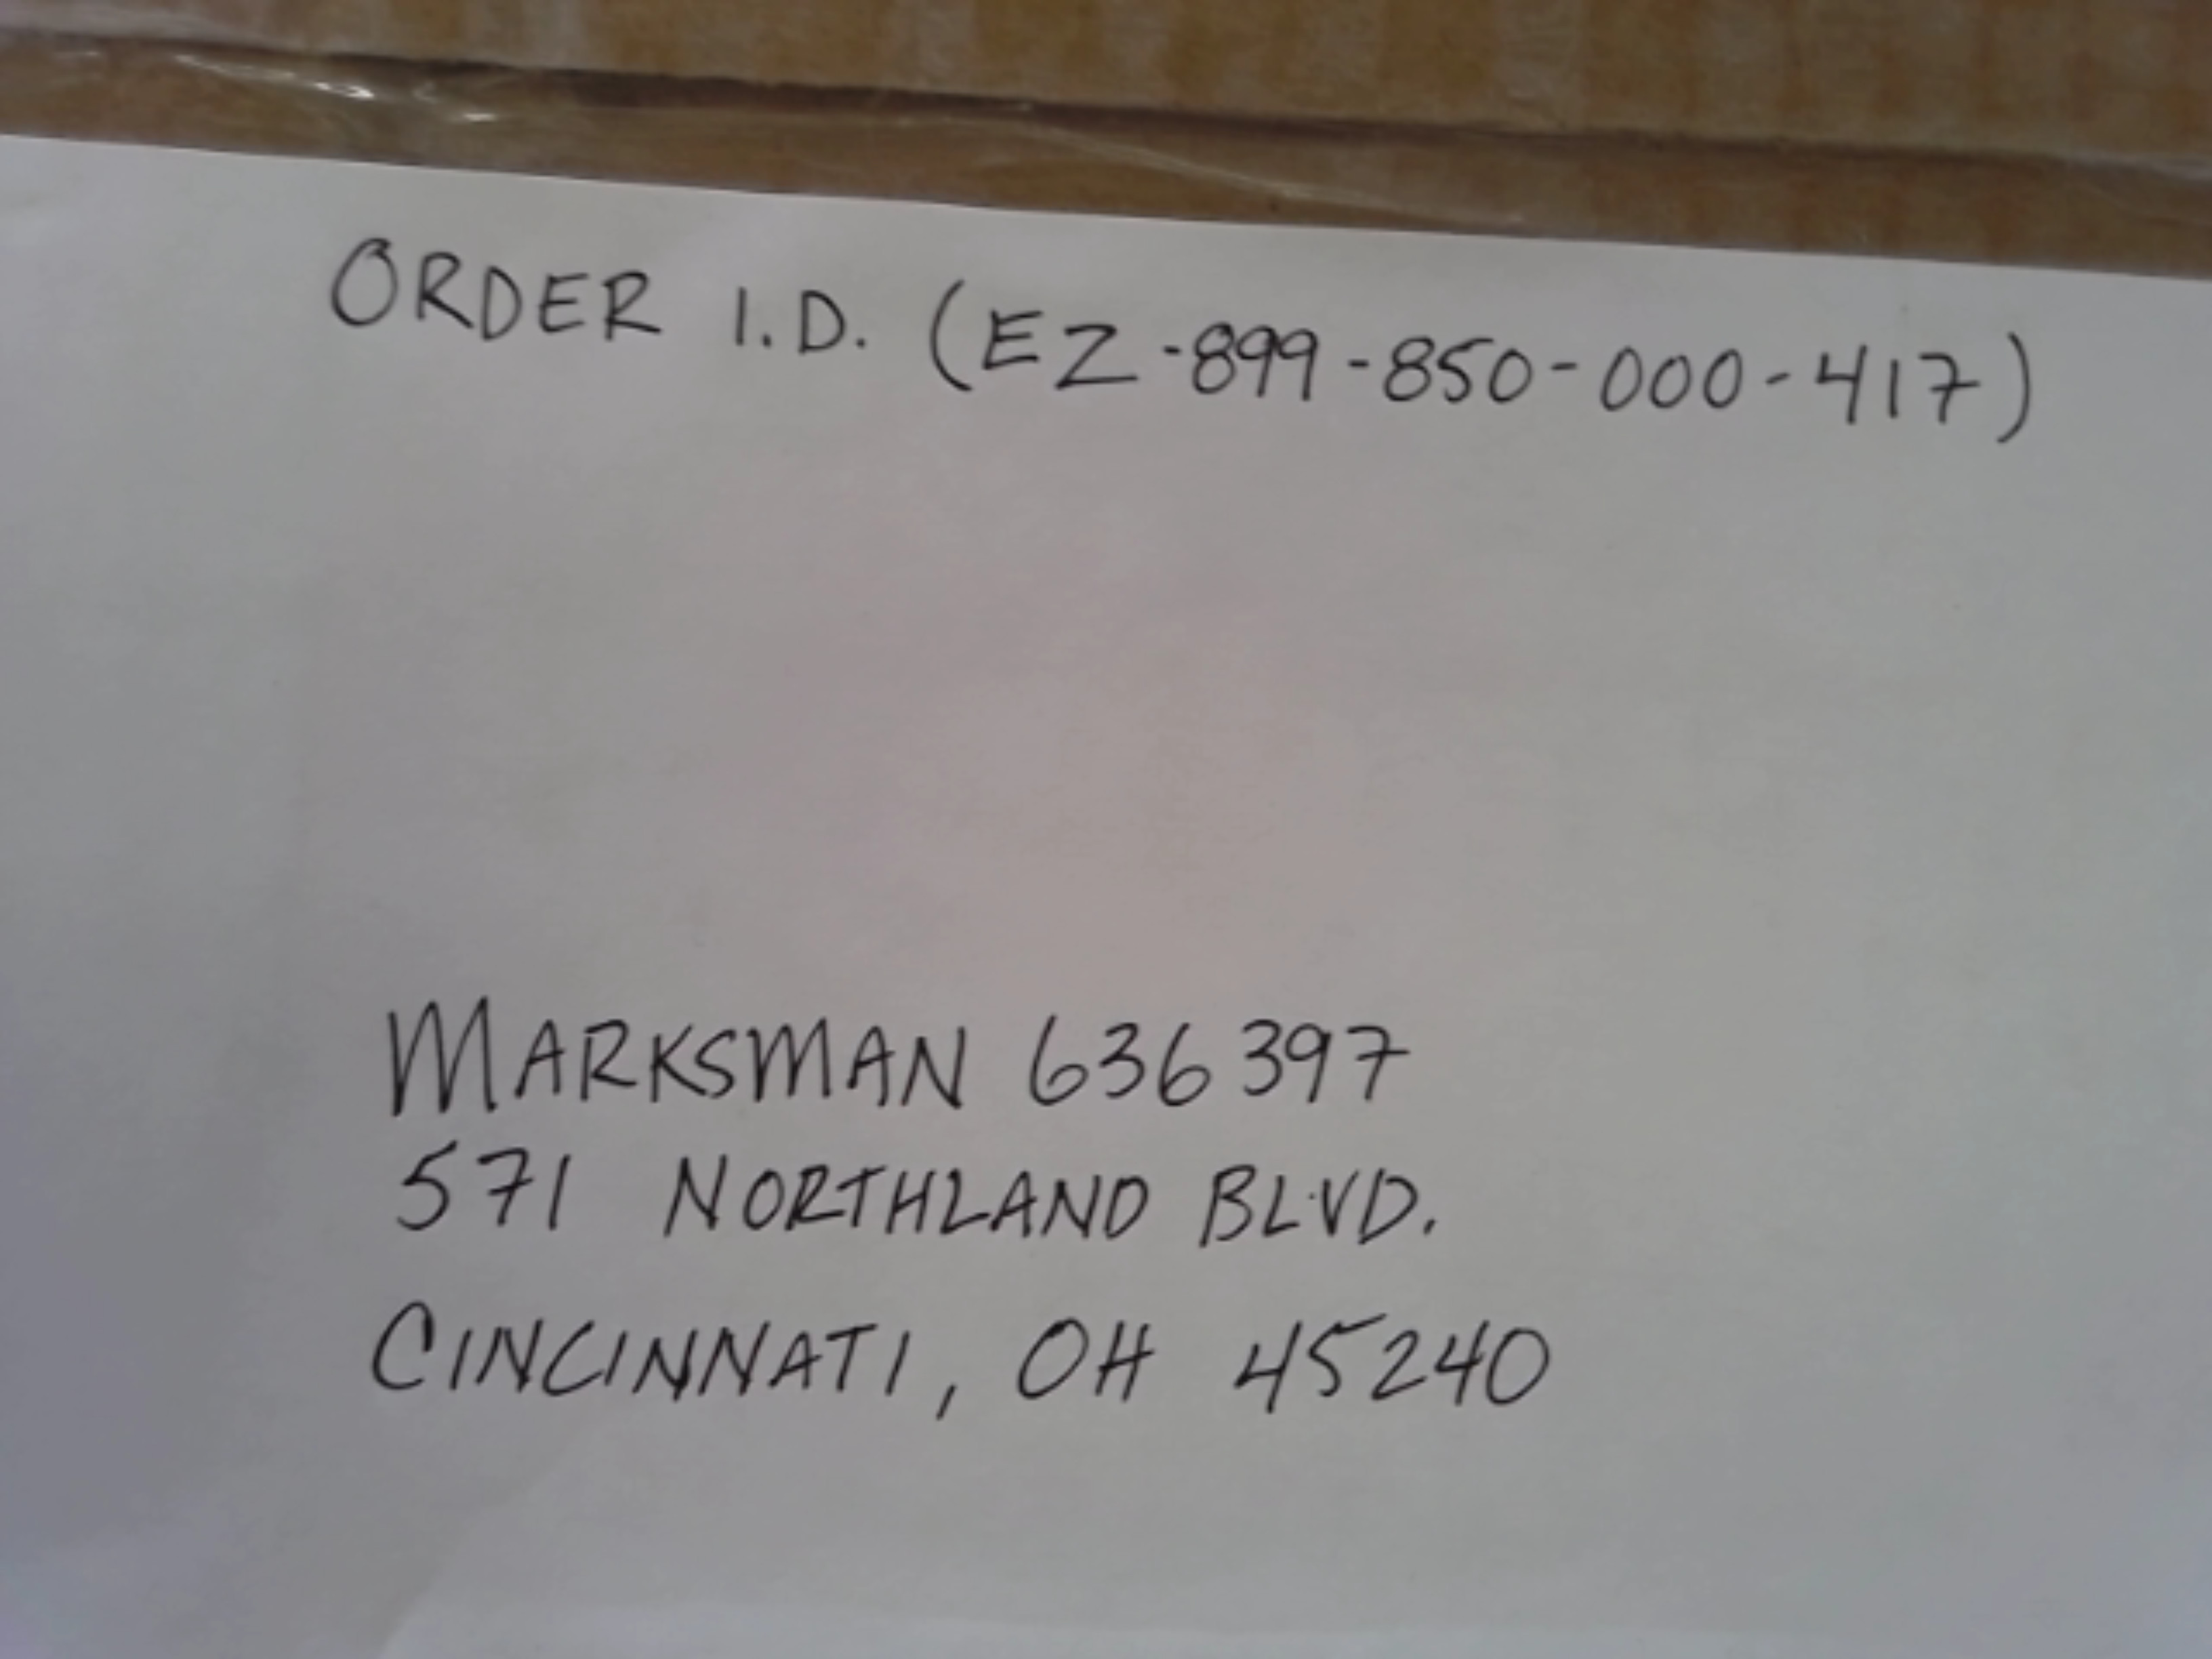 ORDER I.D. (EZ-899-850-000-417)
MARKSMAN 636397
571 NORTHLAND BLVD.
CINCINNATI, OH 45240